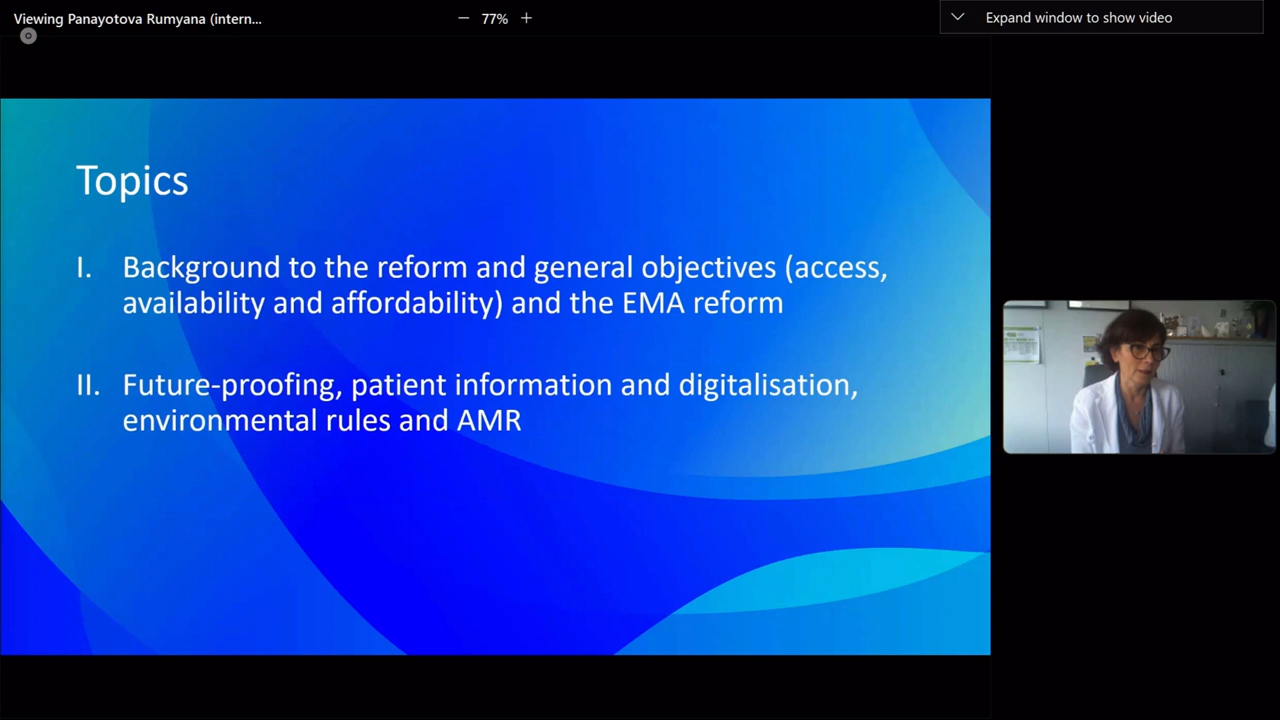 Viewing Panayotova Rumyana (intern...
77%
Expand window to show video
Topics
I. Background to the reform and general objectives (access,
availability and affordability) and the EMA reform
II. Future-proofing, patient information and digitalisation,
environmental rules and AMR